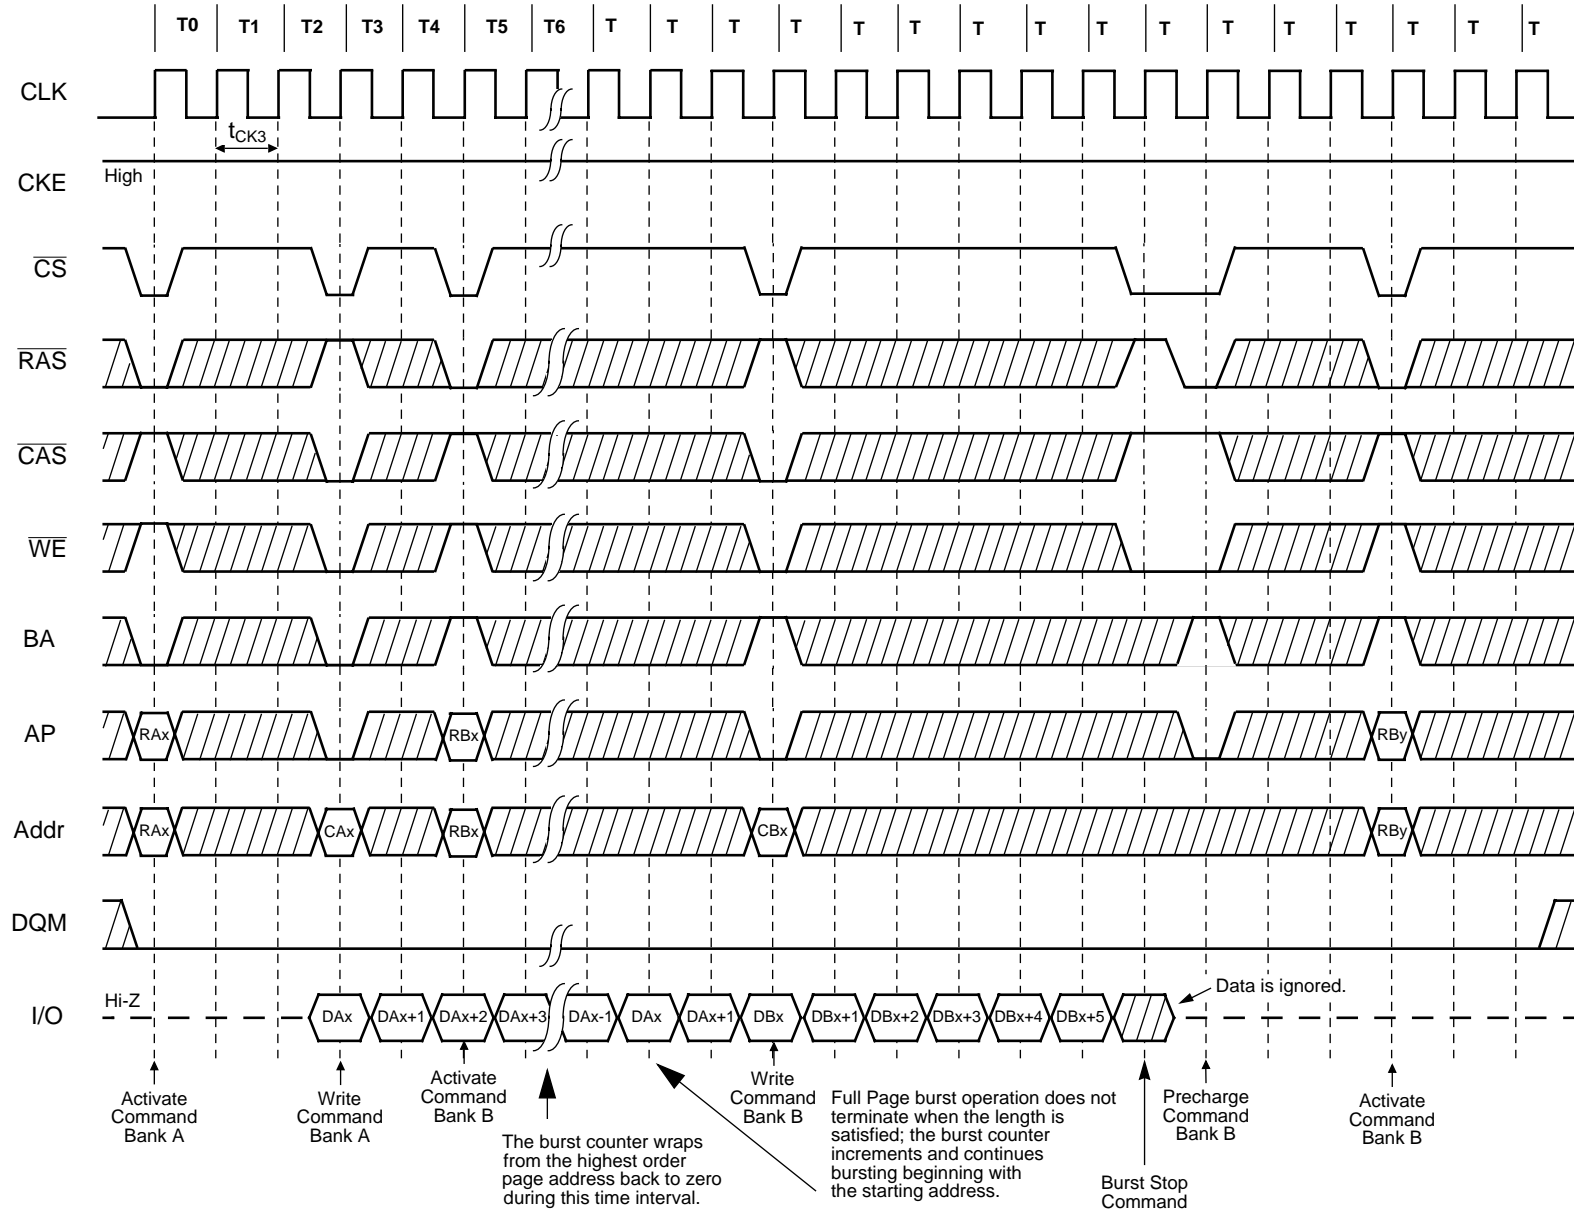 T0 T1 T2 T3 T4 T5 T6 T T T T T T T T T T T T T T T T
CLK
tCK3
CKE
High
CS
RAS
CAS
WE
BA
AP
RAx RBx RBy
Addr
RAx CAx RBx CBx RBy
DQM
I/O
Hi-Z
DAx DAx+1 DAx+2 DAx+3 DAx-1 DAx DAx+1 DBx DBx+1 DBx+2 DBx+3 DBx+4 DBx+5
Data is ignored.
Activate
Command
Bank A
Write
Command
Bank A
Activate
Command
Bank B
The burst counter wraps
from the highest order
page address back to zero
during this time interval.
Write
Command
Bank B
Full Page burst operation does not
terminate when the length is
satisfied; the burst counter
increments and continues
bursting beginning with
the starting address.
Burst Stop
Command
Precharge
Command
Bank B
Activate
Command
Bank B